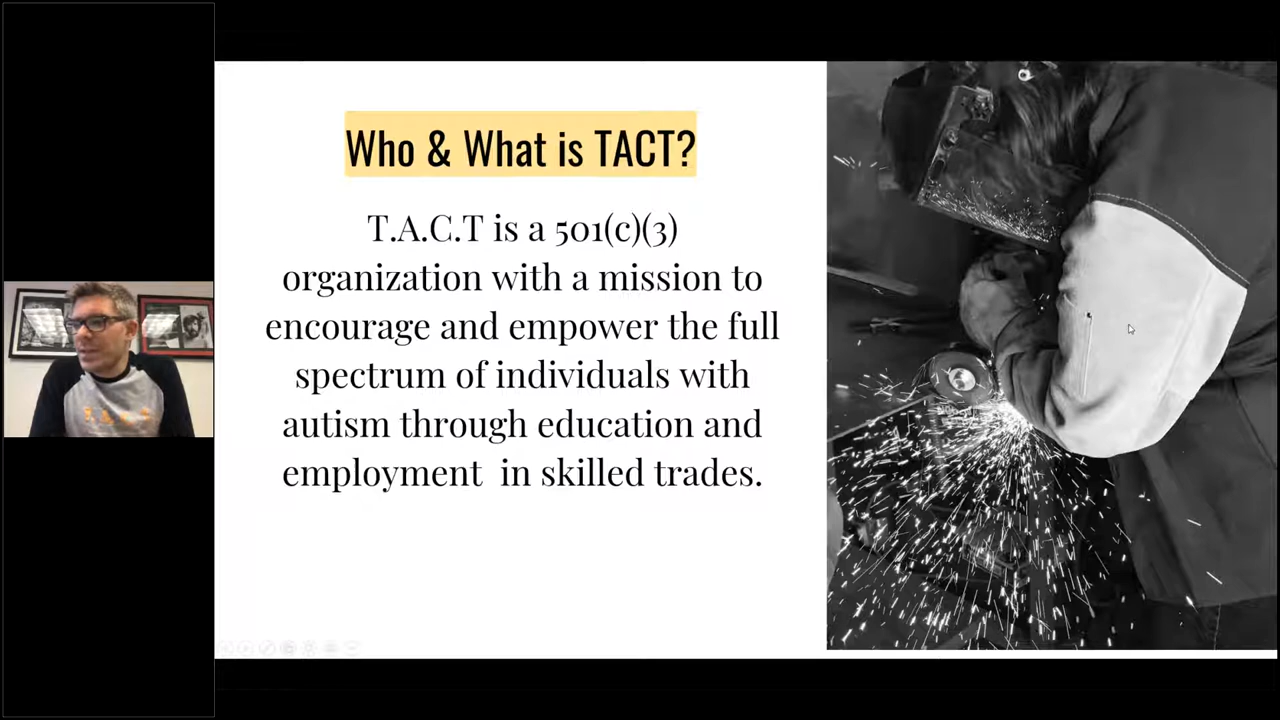 Who & What is TACT?
T.A.C.T is a 501(c)(3)
organization with a mission to
encourage and empower the full
spectrum of individuals with
autism through education and
employment  in skilled trades.